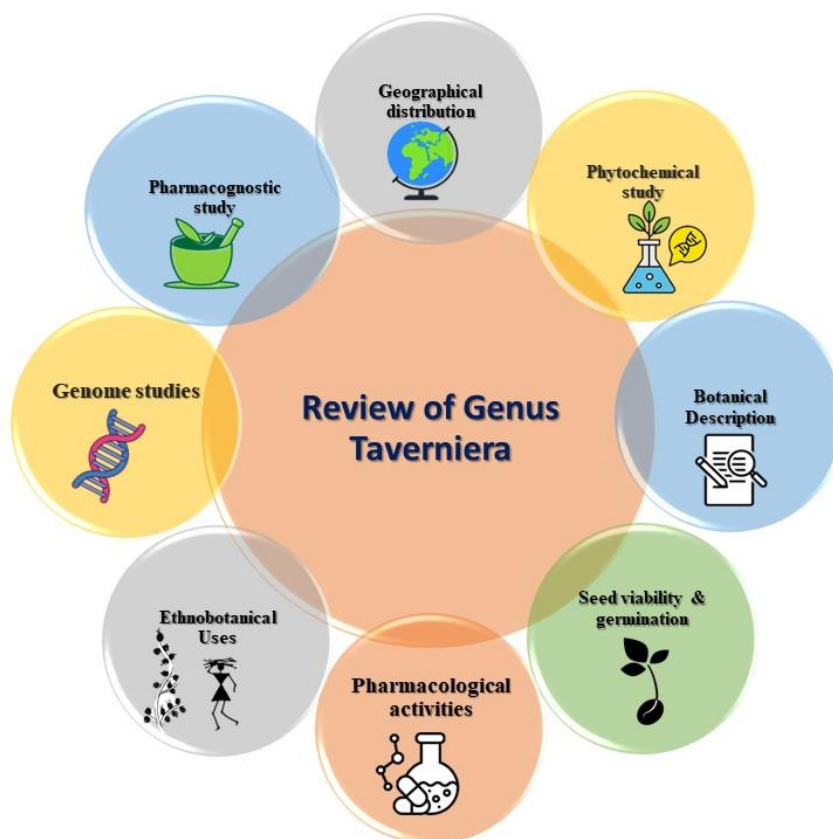 Geographical
distribution
Phytochemical
study
Botanical
Description
Seed viability &
germination
Pharmacological
activities
Ethnobotanical
Uses
Genome studies
Pharmacognostic
study
Review of Genus
Taverniera